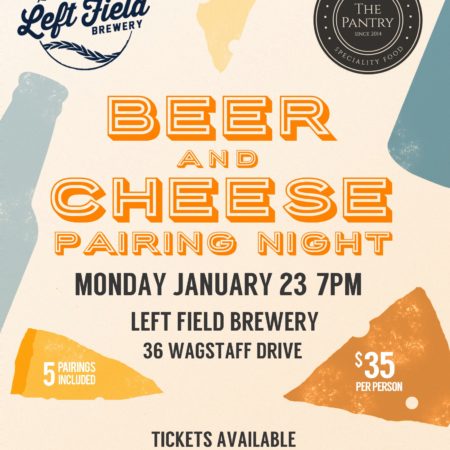 Left Field
BREWERY
THE
PANTRY
SINCE 2014
SPECIALITY FOOD
BEER
AND
CHEESE
PAIRING NIGHT
MONDAY JANUARY 23 7PM
LEFT FIELD BREWERY
36 WAGSTAFF DRIVE
5 PAIRINGS
INCLUDED
$35
PER PERSON
TICKETS AVAILABLE